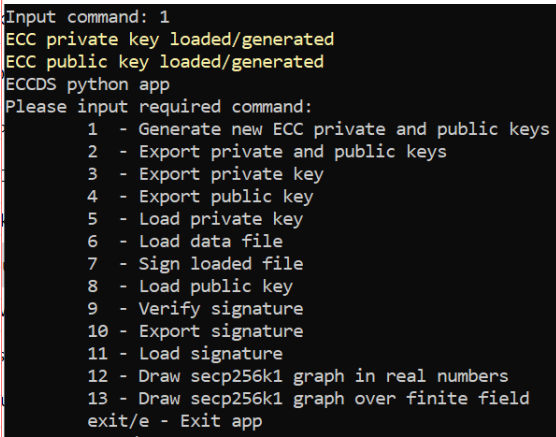 Input command: 1
ECC private key loaded/generated
ECC public key loaded/generated
ECCDS python app
Please input required command:
1 - Generate new ECC private and public keys
2 - Export private and public keys
3 - Export private key
4 - Export public key
5 - Load private key
6 - Load data file
7 - Sign loaded file
8 - Load public key
9 - Verify signature
10 - Export signature
11 - Load signature
12 - Draw secp256k1 graph in real numbers
13 - Draw secp256k1 graph over finite field
exit/e - Exit app